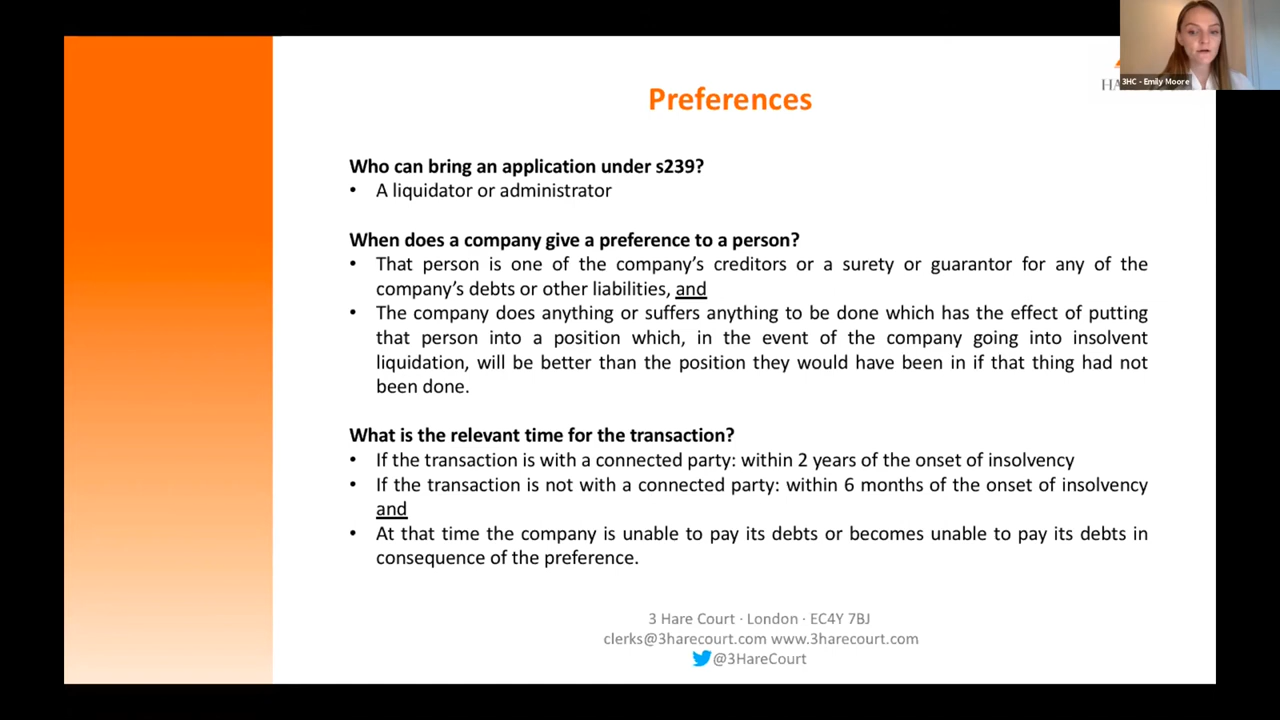 Preferences
HA
3HC - Emily Moore
Who can bring an application under s239?
• A liquidator or administrator
When does a company give a preference to a person?
• That person is one of the company's creditors or a surety or guarantor for any of the
company's debts or other liabilities, and
• The company does anything or suffers anything to be done which has the effect of putting
that person into a position which, in the event of the company going into insolvent
liquidation, will be better than the position they would have been in if that thing had not
been done.
What is the relevant time for the transaction?
• If the transaction is with a connected party: within 2 years of the onset of insolvency
• If the transaction is not with a connected party: within 6 months of the onset of insolvency
and
• At that time the company is unable to pay its debts or becomes unable to pay its debts in
consequence of the preference.
3 Hare Court · London · EC4Y 7BJ
clerks@3harecourt.com www.3harecourt.com
@3HareCourt